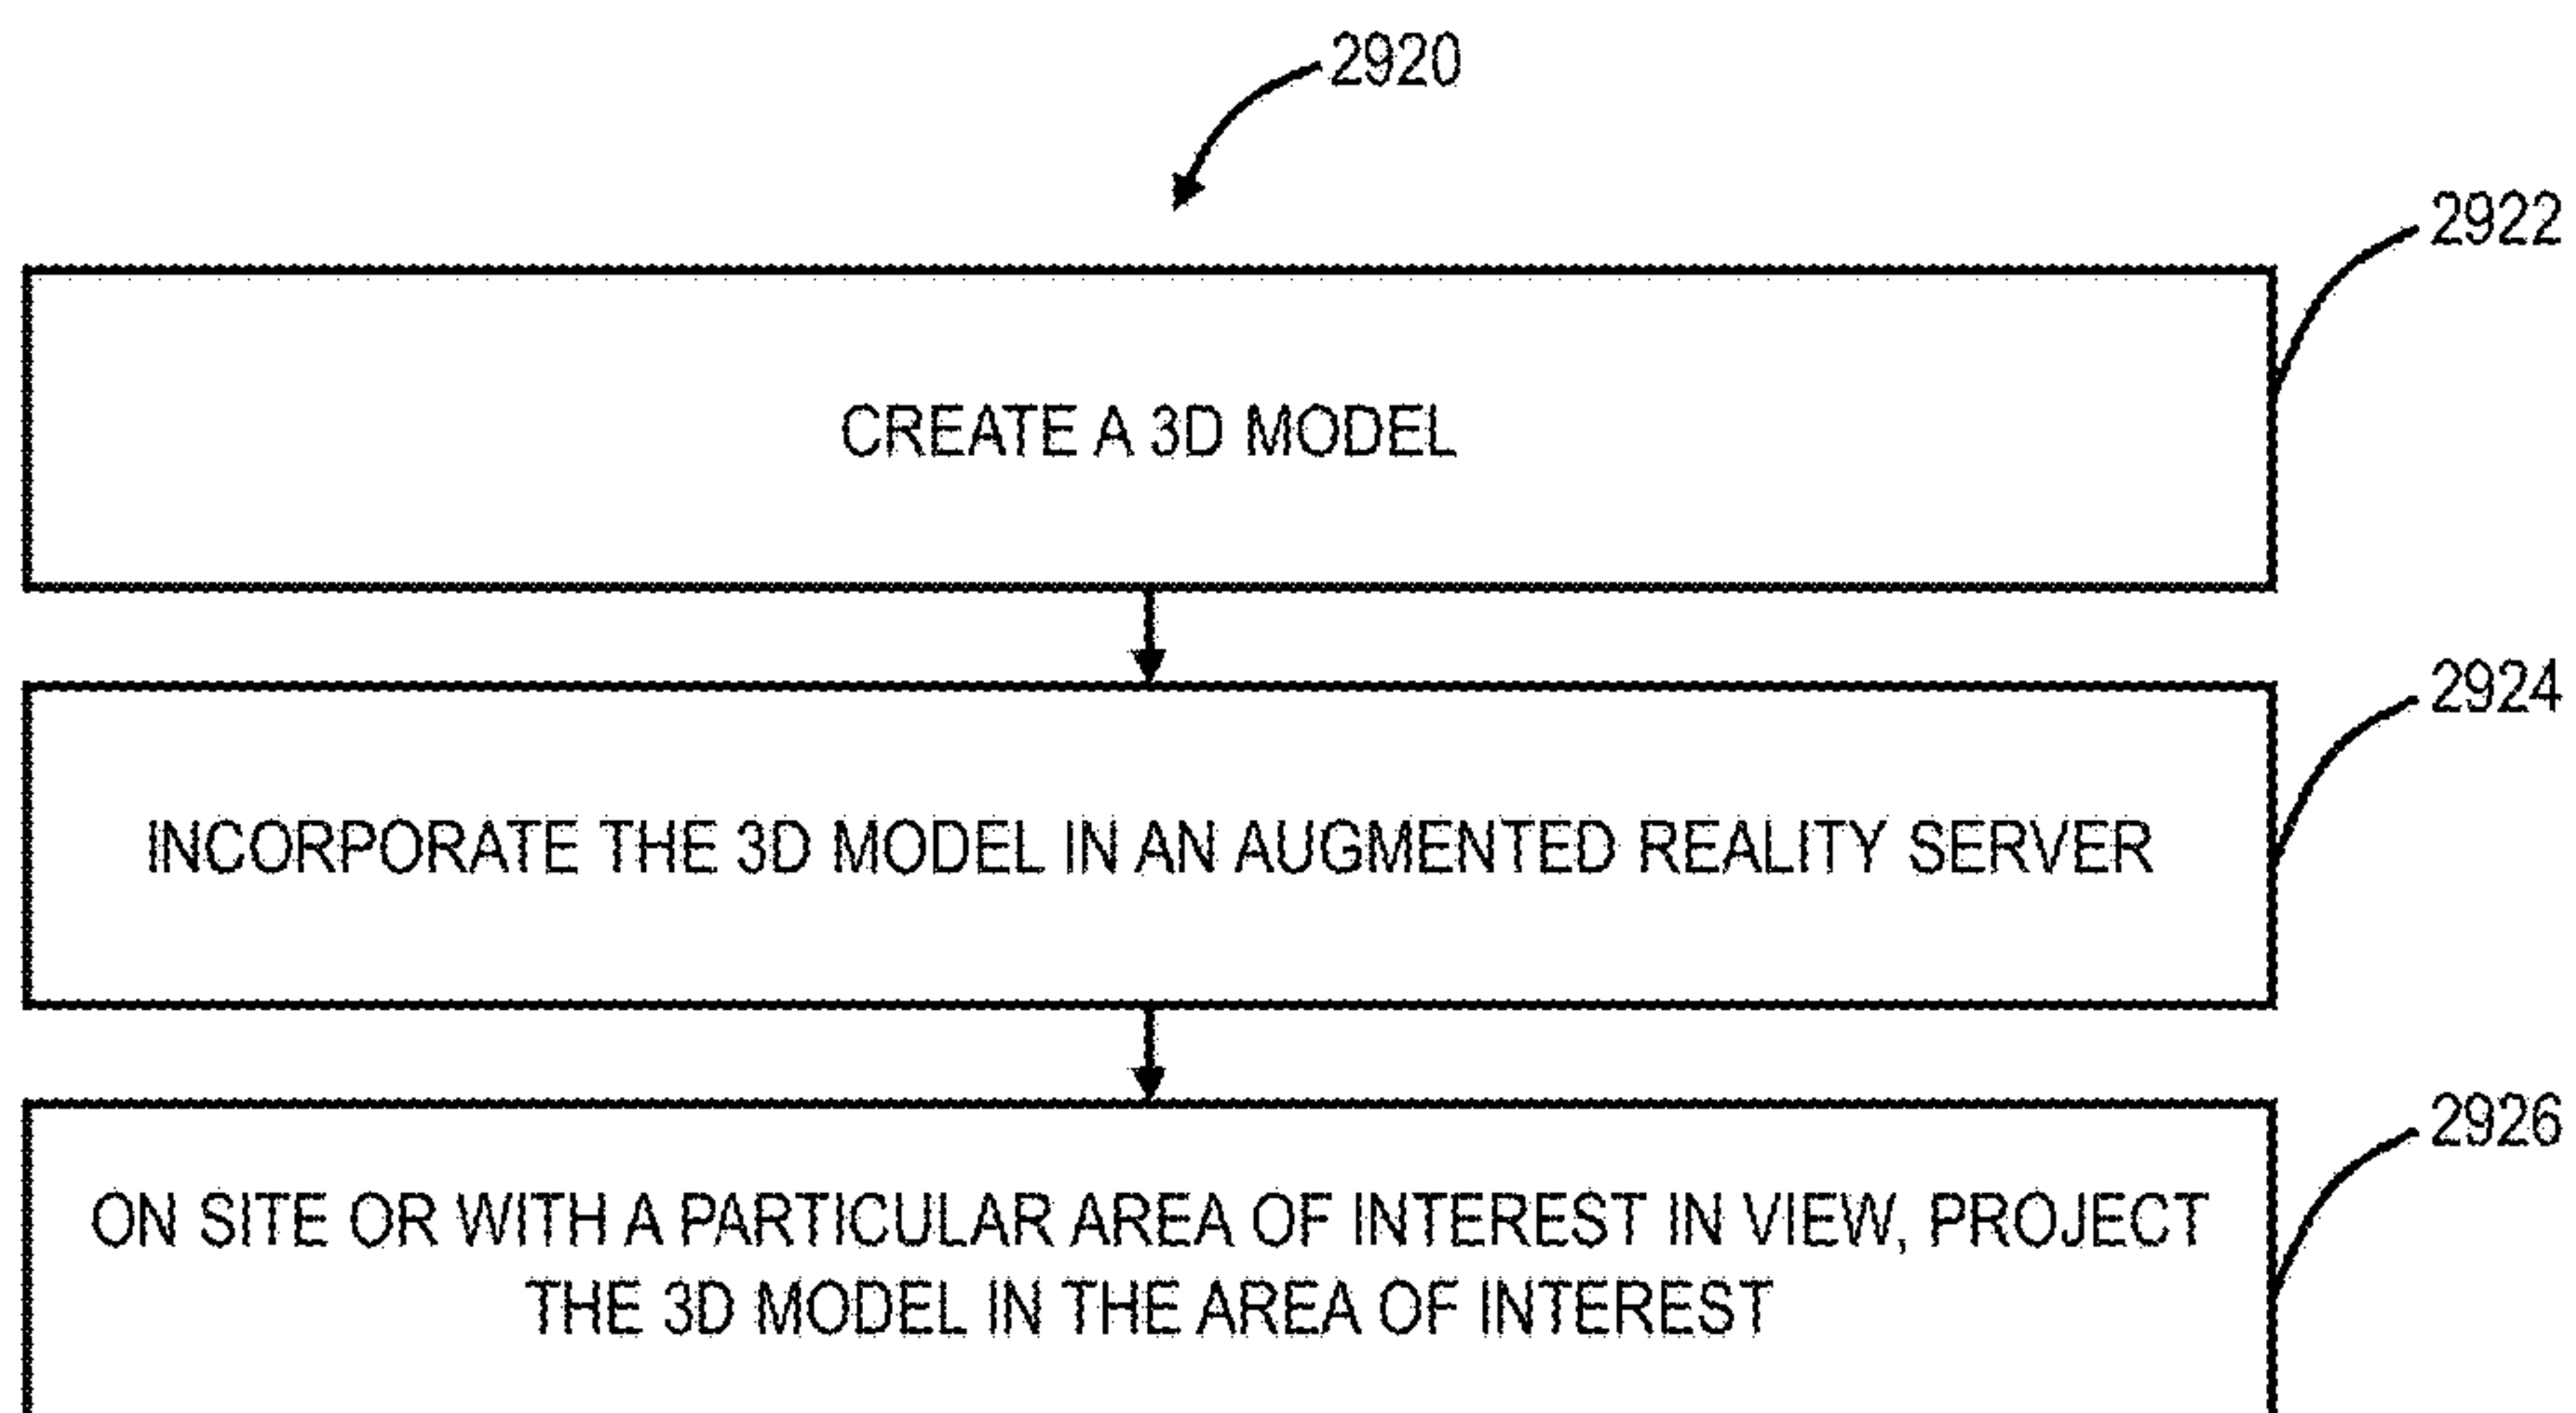 2920
2922
CREATE A 3D MODEL
2924
INCORPORATE THE 3D MODEL IN AN AUGMENTED REALITY SERVER
2926
ON SITE OR WITH A PARTICULAR AREA OF INTEREST IN VIEW, PROJECT
THE 3D MODEL IN THE AREA OF INTEREST